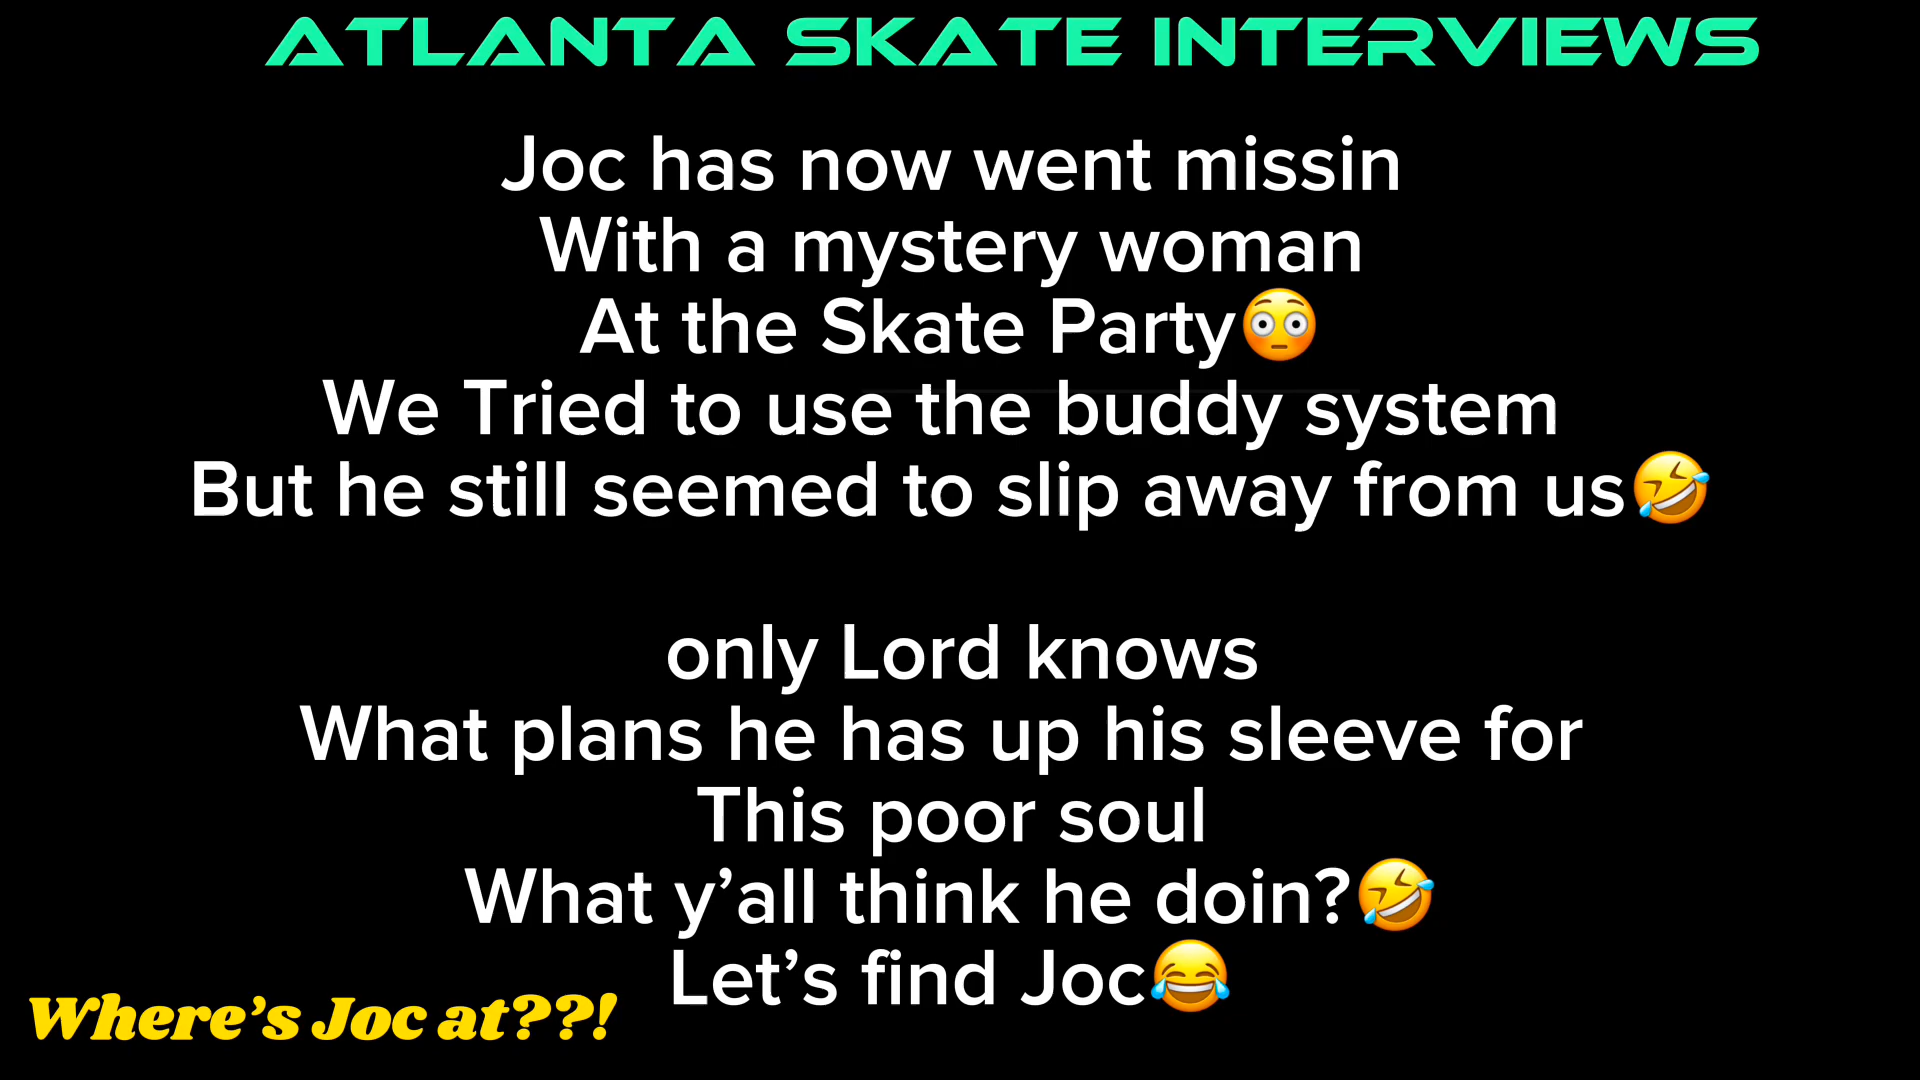 ATLANTA SKATE INTERVIEWS
Joc has now went missin
With a mystery woman
At the Skate Party😳
We Tried to use the buddy system
But he still seemed to slip away from us🤣
only Lord knows
What plans he has up his sleeve for
This poor soul
What y’all think he doin?🤣
Let’s find Joc😂
Where’s Joc at??!